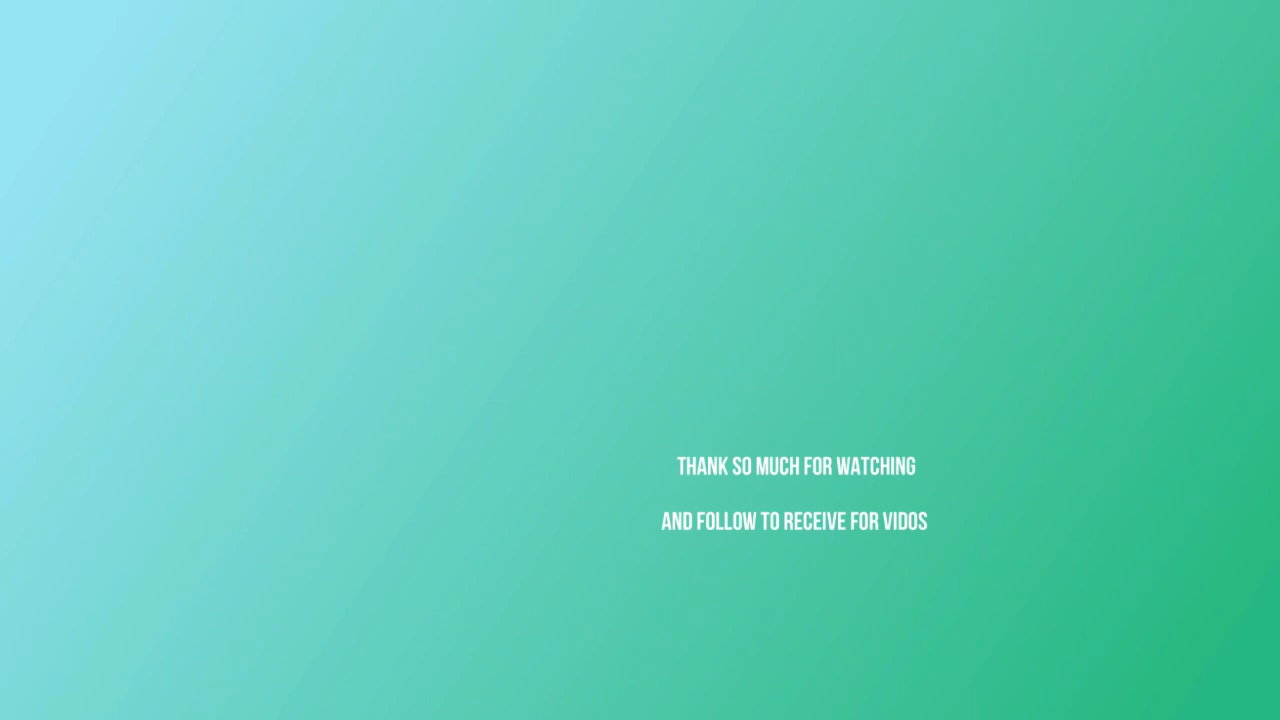 THANK SO MUCH FOR WATCHING
AND FOLLOW TO RECEIVE FOR VIDOS